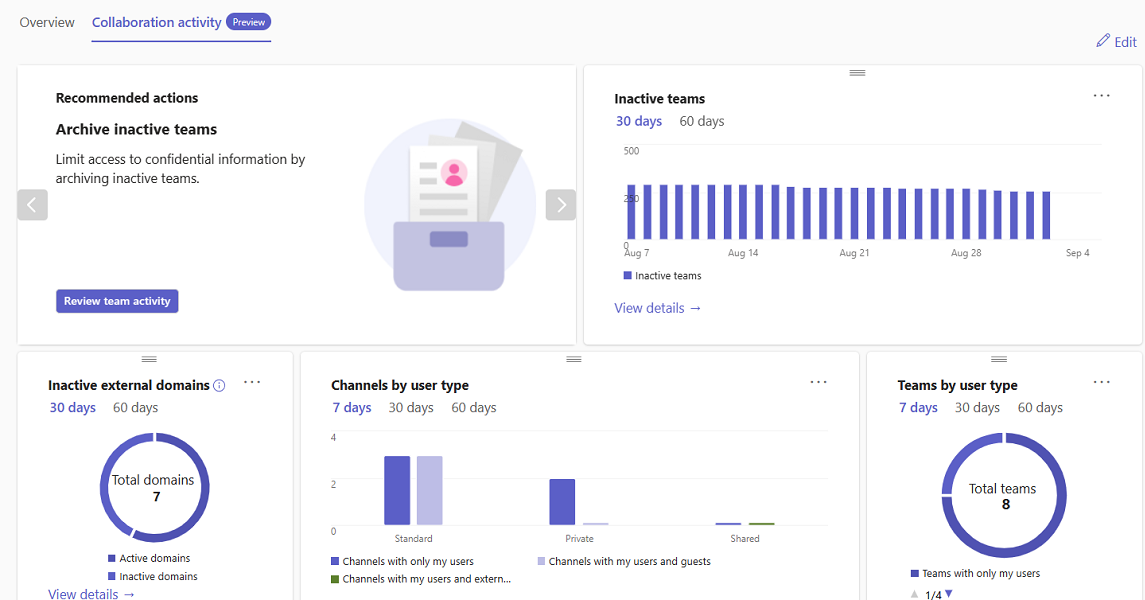 Overview
Collaboration activity Preview
Edit
Recommended actions
Archive inactive teams
Limit access to confidential information by
archiving inactive teams.
Review team activity
Inactive teams
30 days 60 days
500
250
0
Aug 7 Aug 14 Aug 21 Aug 28 Sep 4
Inactive teams
View details →
Inactive external domains
30 days 60 days
Total domains
7
Active domains
Inactive domains
View details →
Channels by user type
7 days 30 days 60 days
4
2
0
Standard Private Shared
Channels with only my users Channels with my users and guests
Channels with my users and extern...
Teams by user type
7 days 30 days 60 days
Total teams
8
Teams with only my users
1/4